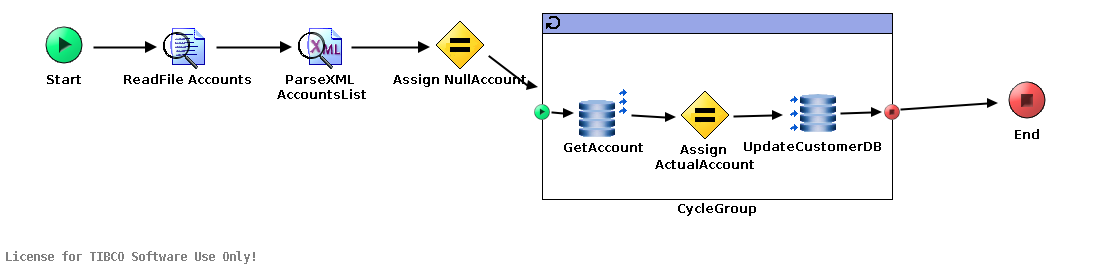 Start
ReadFile Accounts
XML
ParseXML
AccountsList
Assign NullAccount
GetAccount
Assign
ActualAccount
UpdateCustomerDB
End
CycleGroup
License for TIBCO Software Use Only!